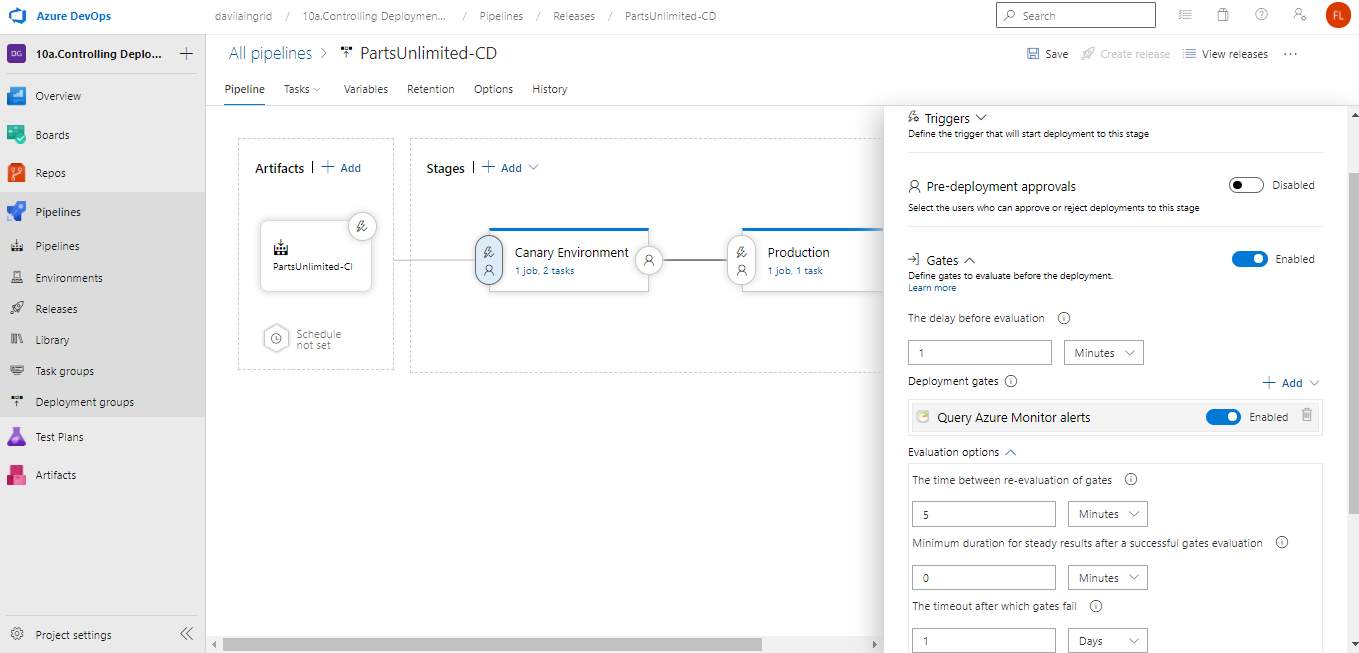 Azure DevOps
davilaingrid / 10a.Controlling Deploymen... / Pipelines / Releases / PartsUnlimited-CD
Search
FL
DG 10a.Controlling Deplo...
Overview
Boards
Repos
Pipelines
Pipelines
Environments
Releases
Library
Task groups
Deployment groups
Test Plans
Artifacts
Project settings
All pipelines > PartsUnlimited-CD
Save
Create release
View releases
Pipeline Tasks Variables Retention Options History
Artifacts | + Add
PartsUnlimited-CI
Schedule
not set
Stages | + Add
Canary Environment
1 job, 2 tasks
Production
1 job, 1 task
Triggers
Define the trigger that will start deployment to this stage
Pre-deployment approvals
Disabled
Select the users who can approve or reject deployments to this stage
Gates
Enabled
Define gates to evaluate before the deployment.
Learn more
The delay before evaluation
1 Minutes
Deployment gates
+ Add
Query Azure Monitor alerts
Enabled
Evaluation options
The time between re-evaluation of gates
5 Minutes
Minimum duration for steady results after a successful gates evaluation
0 Minutes
The timeout after which gates fail
1 Days